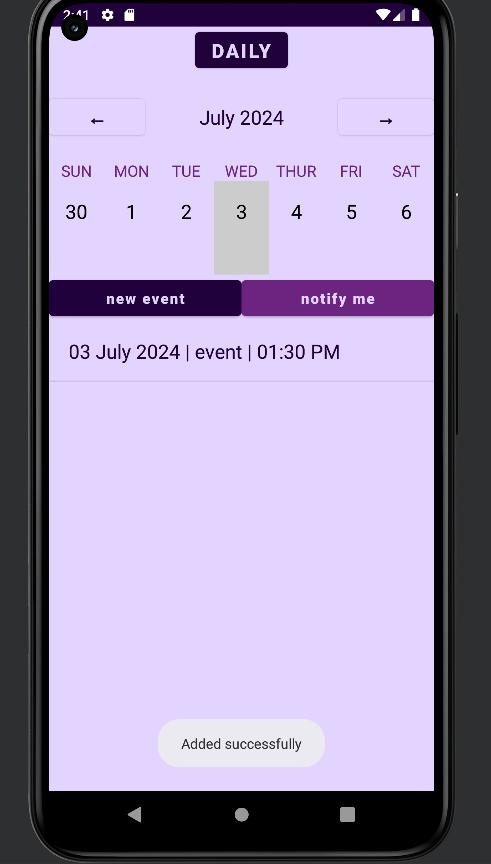 2:41
DAILY
← July 2024 →
SUN MON TUE WED THUR FRI SAT
30 1 2 3 4 5 6
new event notify me
03 July 2024 | event | 01:30 PM
Added successfully